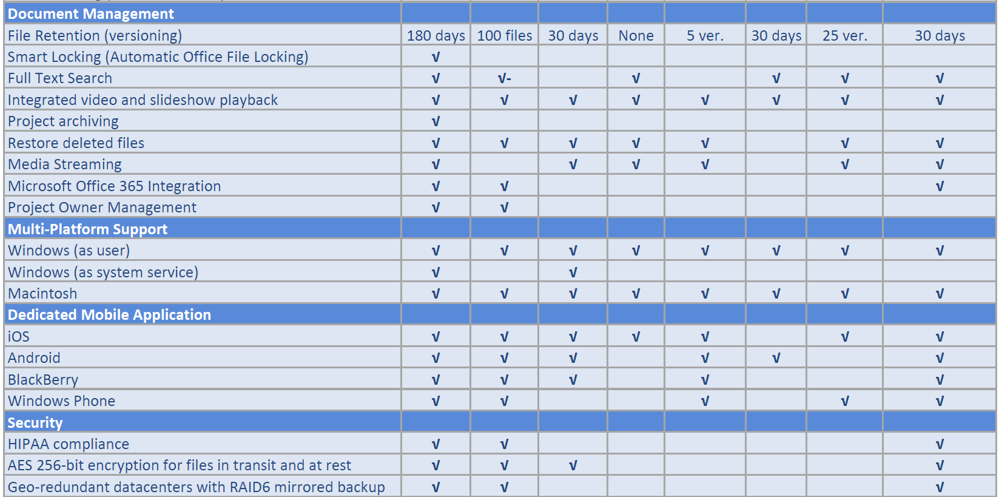 Document Management
File Retention (versioning) 180 days 100 files 30 days None 5 ver. 30 days 25 ver. 30 days
Smart Locking (Automatic Office File Locking) √
Full Text Search √ √- √ √ √ √
Integrated video and slideshow playback √ √ √ √ √ √ √ √
Project archiving √
Restore deleted files √ √ √ √ √ √ √
Media Streaming √ √ √ √ √ √
Microsoft Office 365 Integration √ √ √
Project Owner Management √ √
Multi-Platform Support
Windows (as user) √ √ √ √ √ √ √ √
Windows (as system service) √ √
Macintosh √ √ √ √ √ √ √ √
Dedicated Mobile Application
iOS √ √ √ √ √ √ √
Android √ √ √ √ √ √
BlackBerry √ √ √ √ √
Windows Phone √ √ √ √ √
Security
HIPAA compliance √ √ √
AES 256-bit encryption for files in transit and at rest √ √ √ √
Geo-redundant datacenters with RAID6 mirrored backup √ √ √